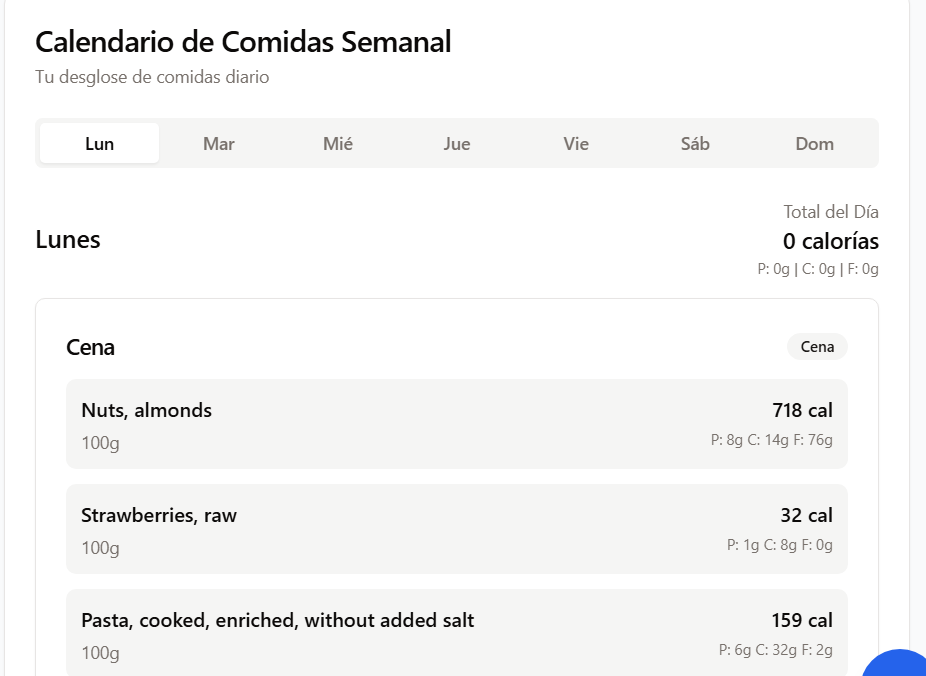 Calendario de Comidas Semanal
Tu desglose de comidas diario
Lun Mar Mié Jue Vie Sáb Dom
Total del Día
Lunes
0 calorías
P: 0g | C: 0g | F: 0g
Cena
Cena
Nuts, almonds
718 cal
100g
P: 8g C: 14g F: 76g
Strawberries, raw
32 cal
100g
P: 1g C: 8g F: 0g
Pasta, cooked, enriched, without added salt
159 cal
100g
P: 6g C: 32g F: 2g